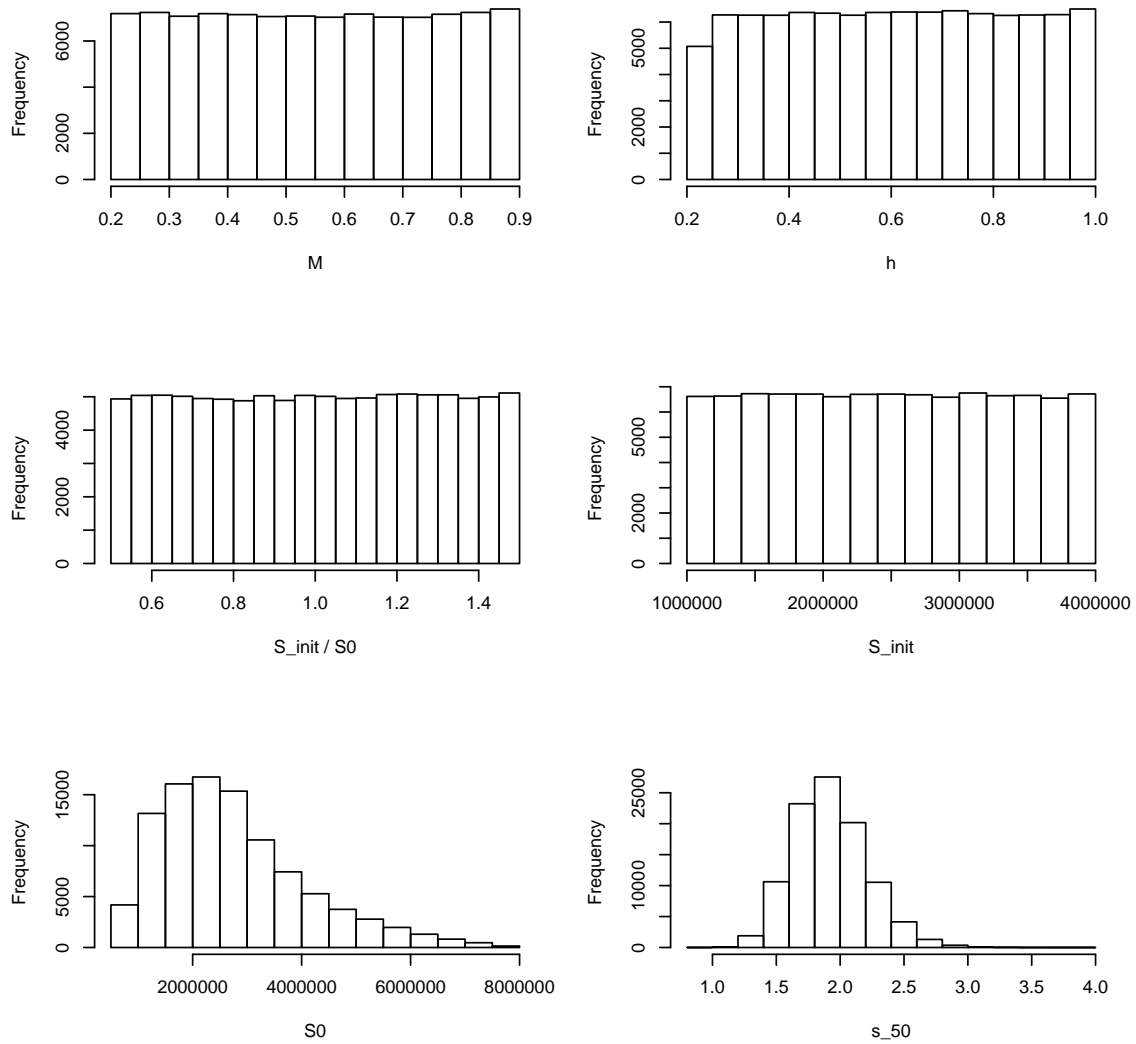 Frequency
0 2000 6000
0.2 0.3 0.4 0.5 0.6 0.7 0.8 0.9
M
Frequency
0 2000 5000
0.2 0.4 0.6 0.8 1.0
h
Frequency
0 2000 4000
0.6 0.8 1.0 1.2 1.4
S_init / S0
Frequency
0 2000 5000
1000000 2000000 3000000 4000000
S_init
Frequency
0 5000 15000
2000000 4000000 6000000 8000000
S0
Frequency
0 10000 25000
1.0 1.5 2.0 2.5 3.0 3.5 4.0
s_50